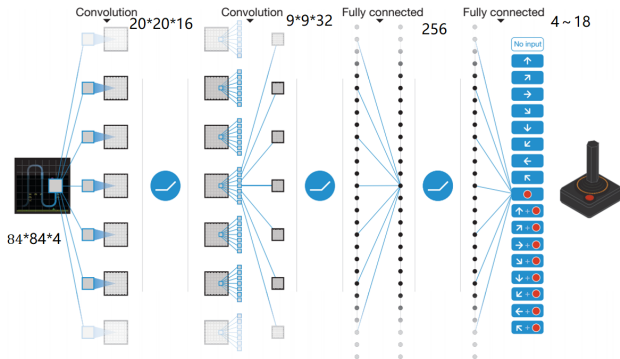 Convolution
20*20*16
Convolution
9*9*32
Fully connected
256
Fully connected
4~18
No input
84*84*4
+
+
+
+
+
+
+
+